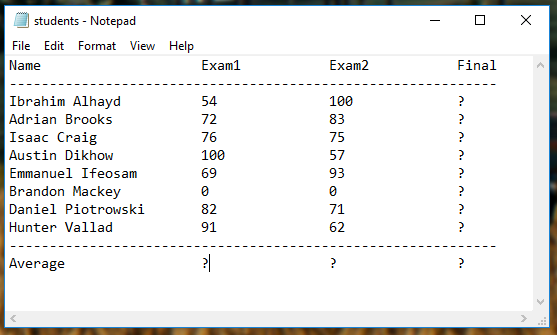 students - Notepad
File Edit Format View Help
Name Exam1 Exam2 Final
-------------------------------------------------------------
Ibrahim Alhayd 54 100 ?
Adrian Brooks 72 83 ?
Isaac Craig 76 75 ?
Austin Dikhow 100 57 ?
Emmanuel Ifeosam 69 93 ?
Brandon Mackey 0 0 ?
Daniel Piotrowski 82 71 ?
Hunter Vallad 91 62 ?
-------------------------------------------------------------
Average ? ? ?